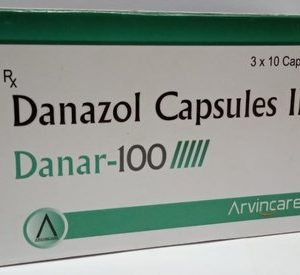 3 x 10 Cap
Rx
Danazol Capsules I
Danar-100
Arvincare